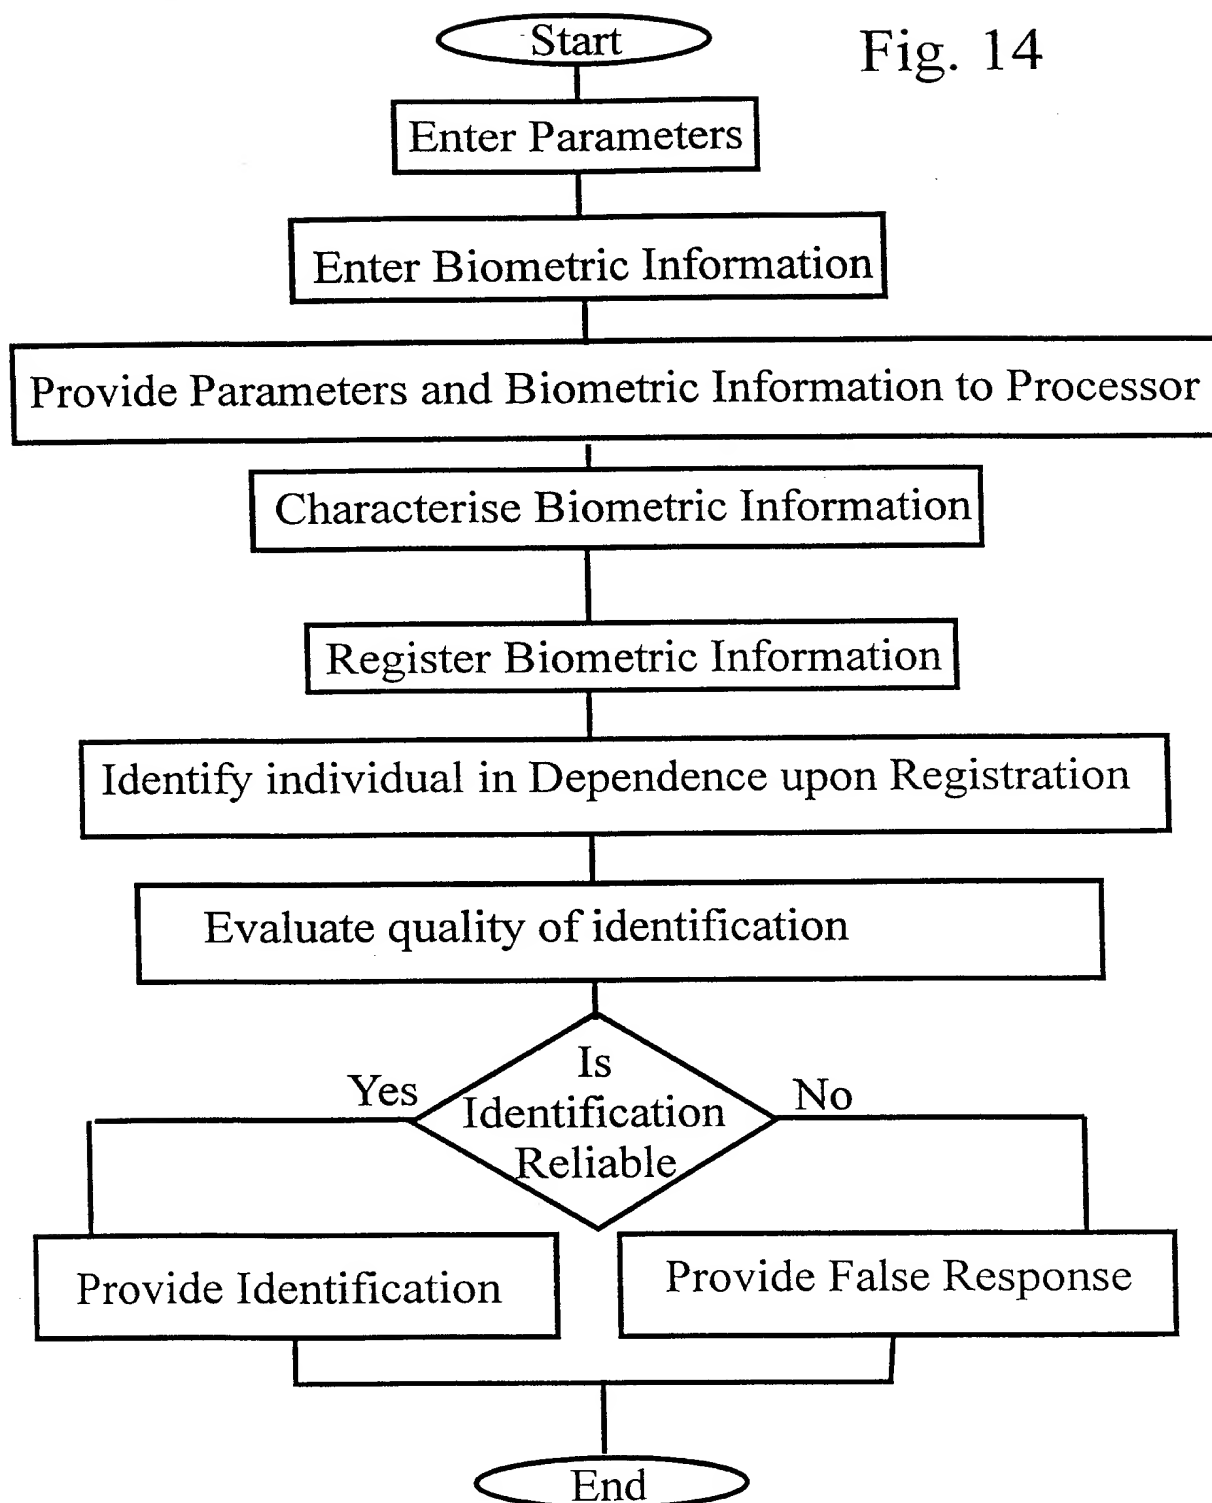 Start
Fig. 14
Enter Parameters
Enter Biometric Information
Provide Parameters and Biometric Information to Processor
Characterise Biometric Information
Register Biometric Information
Identify individual in Dependence upon Registration
Evaluate quality of identification
Is
Identification
Reliable
Yes
No
Provide Identification
Provide False Response
End